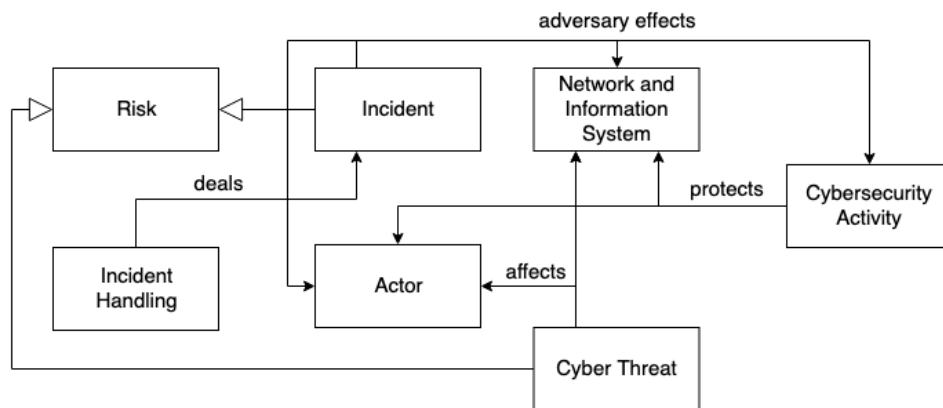 adversary effects
Risk
Incident
Network and
Information
System
deals
protects
Cybersecurity
Activity
Incident
Handling
Actor
affects
Cyber Threat